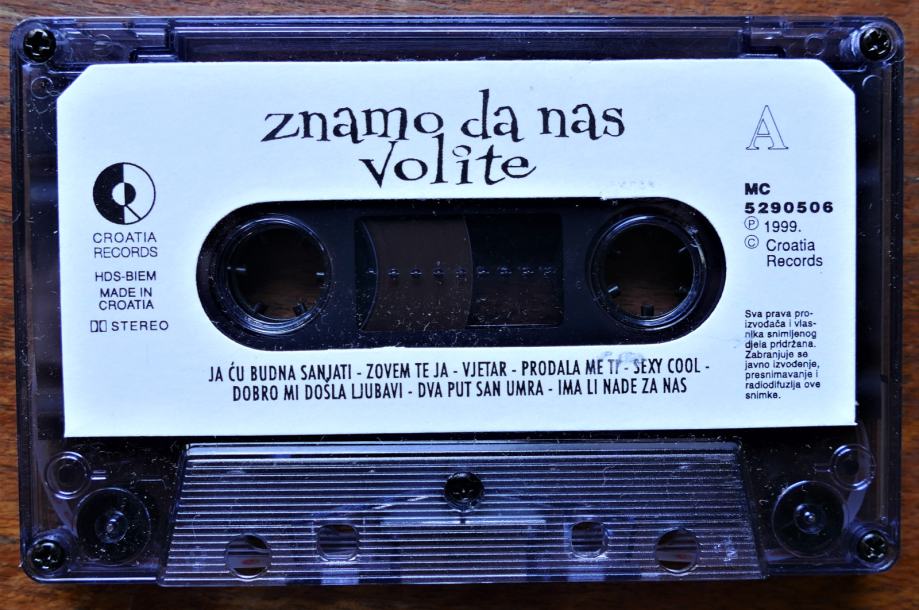 znamo da nas
volite
A
CROATIA
RECORDS
HDS-BIEM
MADE IN
CROATIA
STEREO
MC
5290506
Ⓟ 1999.
© Croatia
Records
Sva prava pro-
izvođača i vlas-
nika snimljenog
djela pridržana.
Zabranjuje se
javno izvođenje,
presnimavanje i
radiodifuzija ove
snimke.
JA ĆU BUDNA SANJATI - ZOVEM TE JA - VJETAR - PRODALA ME TI - SEXY COOL -
DOBRO MI DOŠLA LJUBAVI - DVA PUT SAN UMRA - IMA LI NADE ZA NAS